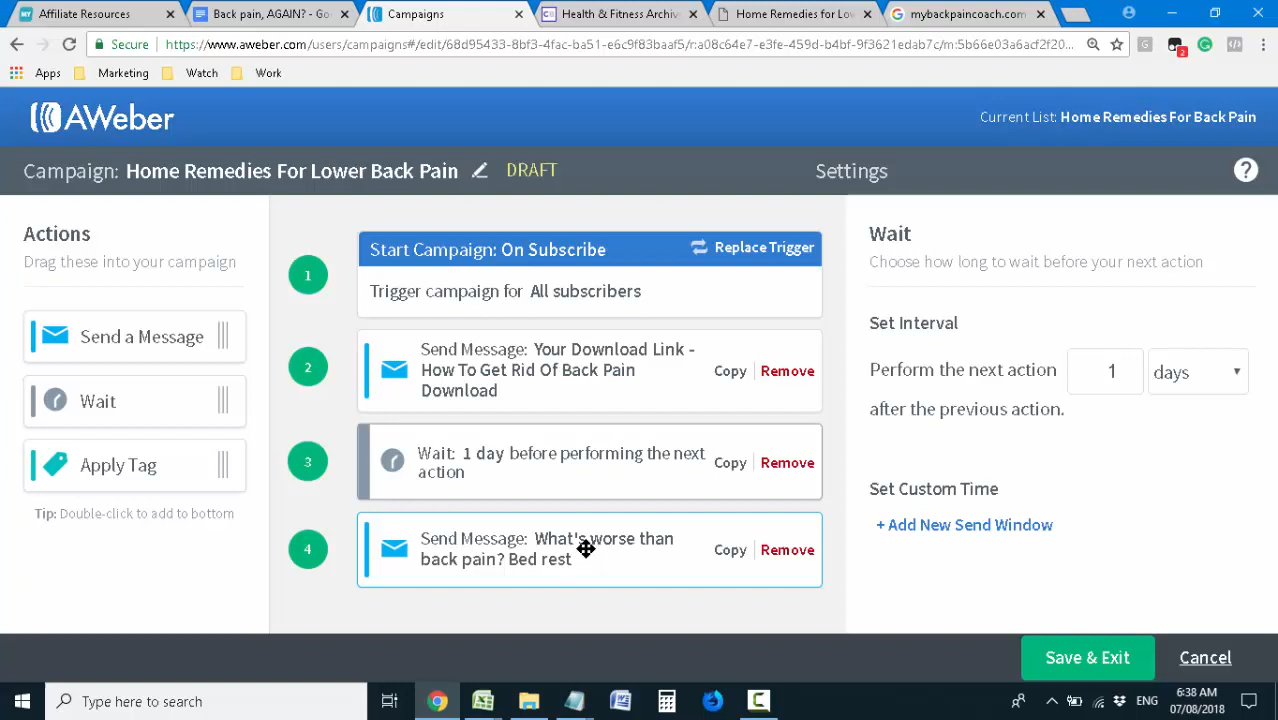 Affiliate Resources
Back pain, AGAIN? - Go
Campaigns
Health & Fitness Archiv
Home Remedies for Low
mybackpaincoach.com
Secure
https://www.aweber.com/users/campaigns#/edit/68d95433-8bf3-4fac-ba51-e6c9f83baaf5/r:a08c64e7-e3fe-459d-b4bf-9f3621edab7c/m:5b66e03a6acf2f20...
2
Apps
Marketing
Watch
Work
AWeber
Current List: Home Remedies For Back Pain
Campaign: Home Remedies For Lower Back Pain
DRAFT
Settings
?
Actions
Drag these into your campaign
Send a Message
Wait
Apply Tag
Tip: Double-click to add to bottom
1
Start Campaign: On Subscribe
Replace Trigger
Trigger campaign for All subscribers
2
Send Message: Your Download Link -
How To Get Rid Of Back Pain
Download
Copy
Remove
3
Wait: 1 day before performing the next
action
Copy
Remove
4
Send Message: What's worse than
back pain? Bed rest
Copy
Remove
Wait
Choose how long to wait before your next action
Set Interval
Perform the next action 1 days
after the previous action.
Set Custom Time
+ Add New Send Window
Save & Exit
Cancel
Type here to search
ENG
6:38 AM
07/08/2018